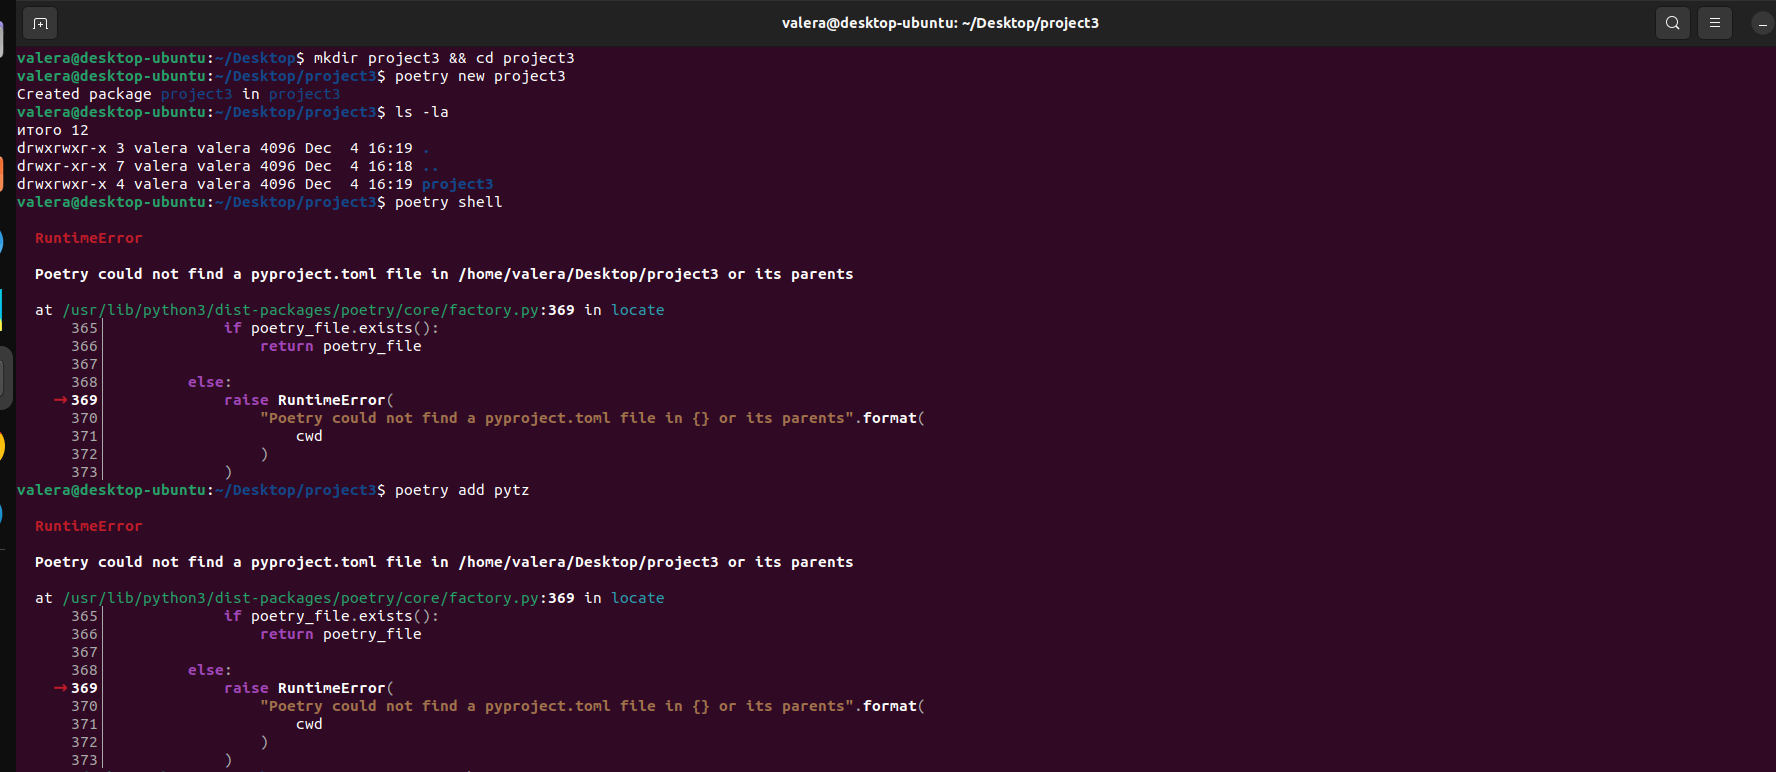 valera@desktop-ubuntu: ~/Desktop/project3
valera@desktop-ubuntu:~/Desktop$ mkdir project3 && cd project3
valera@desktop-ubuntu:~/Desktop/project3$ poetry new project3
Created package project3 in project3
valera@desktop-ubuntu:~/Desktop/project3$ ls -la
итого 12
drwxrwxr-x 3 valera valera 4096 Dec  4 16:19 .
drwxr-xr-x 7 valera valera 4096 Dec  4 16:18 ..
drwxrwxr-x 4 valera valera 4096 Dec  4 16:19 project3
valera@desktop-ubuntu:~/Desktop/project3$ poetry shell
RuntimeError
Poetry could not find a pyproject.toml file in /home/valera/Desktop/project3 or its parents
at /usr/lib/python3/dist-packages/poetry/core/factory.py:369 in locate
365│ if poetry_file.exists():
366│ return poetry_file
367│
368│ else:
→ 369│ raise RuntimeError(
370│ "Poetry could not find a pyproject.toml file in {} or its parents".format(
371│ cwd
372│ )
373│ )
valera@desktop-ubuntu:~/Desktop/project3$ poetry add pytz
RuntimeError
Poetry could not find a pyproject.toml file in /home/valera/Desktop/project3 or its parents
at /usr/lib/python3/dist-packages/poetry/core/factory.py:369 in locate
365│ if poetry_file.exists():
366│ return poetry_file
367│
368│ else:
→ 369│ raise RuntimeError(
370│ "Poetry could not find a pyproject.toml file in {} or its parents".format(
371│ cwd
372│ )
373│ )